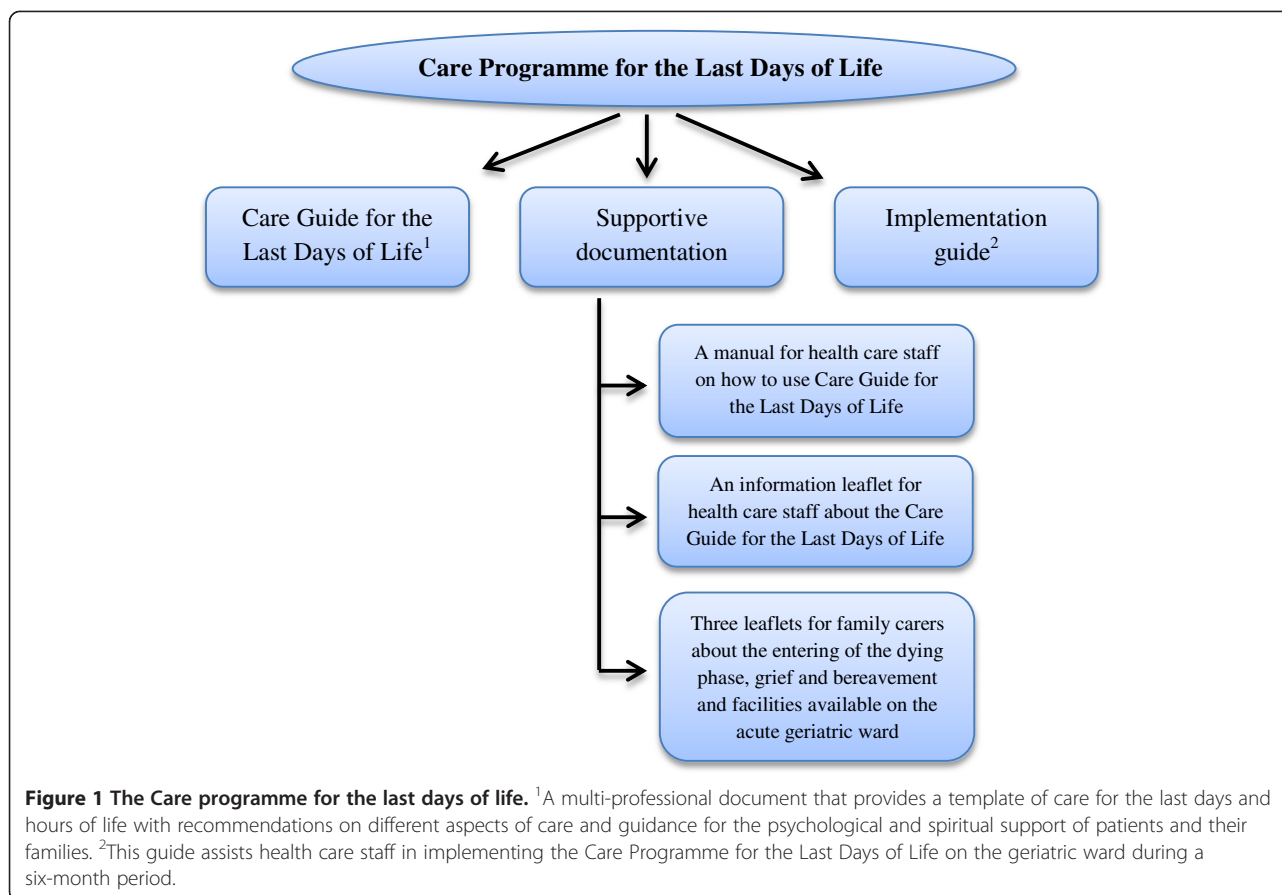 Care Programme for the Last Days of Life
Care Guide for the
Last Days of Life¹
Supportive
documentation
Implementation
guide²
A manual for health care staff
on how to use Care Guide for
the Last Days of Life
An information leaflet for
health care staff about the Care
Guide for the Last Days of Life
Three leaflets for family carers
about the entering of the dying
phase, grief and bereavement
and facilities available on the
acute geriatric ward
Figure 1 The Care programme for the last days of life. ¹A multi-professional document that provides a template of care for the last days and
hours of life with recommendations on different aspects of care and guidance for the psychological and spiritual support of patients and their
families. ²This guide assists health care staff in implementing the Care Programme for the Last Days of Life on the geriatric ward during a
six-month period.